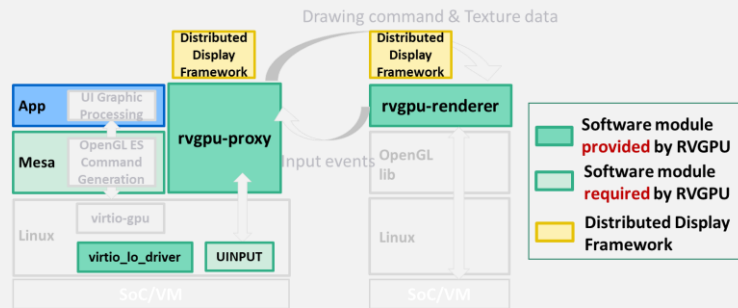 Drawing command & Texture data
Distributed
Display
Framework
Distributed
Display
Framework
App
UI Graphic
Processing
rvgpu-proxy
rvgpu-renderer
Mesa
OpenGL ES
Command
Generation
Input events
OpenGL
lib
Linux
virtio-gpu
virtio_lo_driver
UINPUT
Linux
SoC/VM
SoC/VM
Software module
provided by RVGPU
Software module
required by RVGPU
Distributed Display
Framework